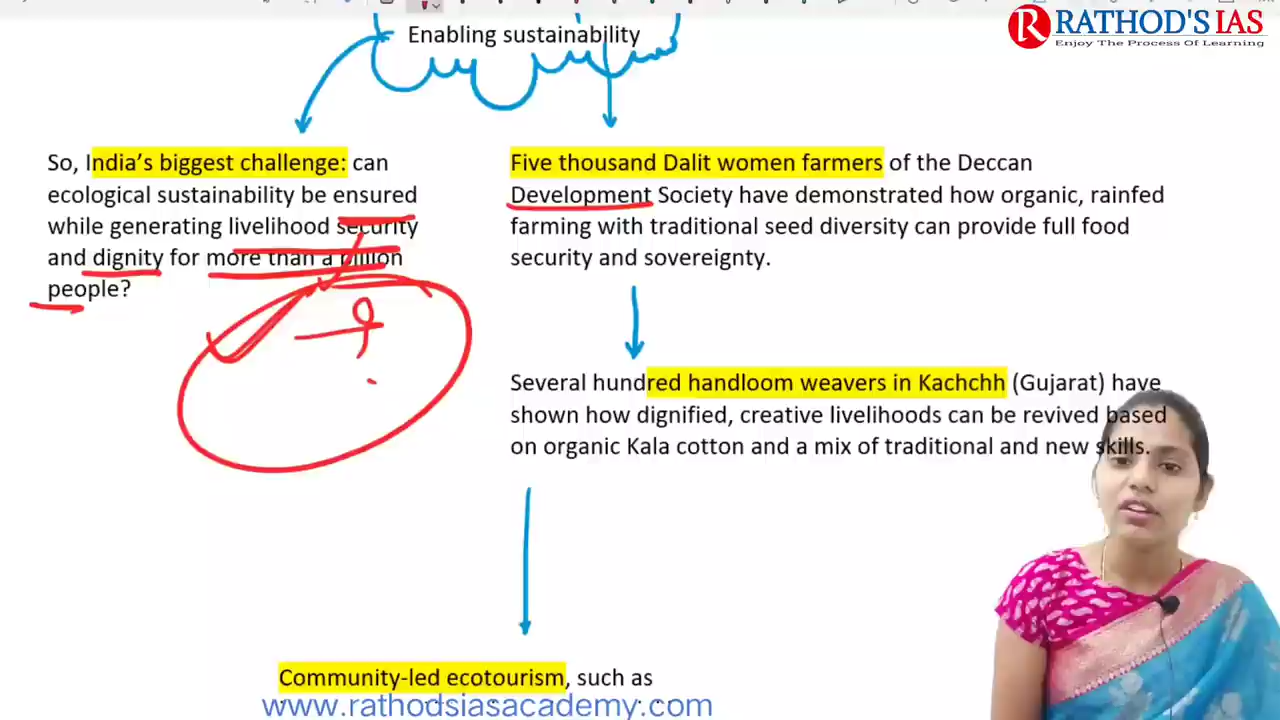 RATHOD'S IAS
Enjoy The Process Of Learning
Enabling sustainability
So, India's biggest challenge: can
ecological sustainability be ensured
while generating livelihood security
and dignity for more than a billion
people?
Five thousand Dalit women farmers of the Deccan
Development Society have demonstrated how organic, rainfed
farming with traditional seed diversity can provide full food
security and sovereignty.
Several hundred handloom weavers in Kachchh (Gujarat) have
shown how dignified, creative livelihoods can be revived based
on organic Kala cotton and a mix of traditional and new skills.
Community-led ecotourism, such as
www.rathodsiasacademy.com